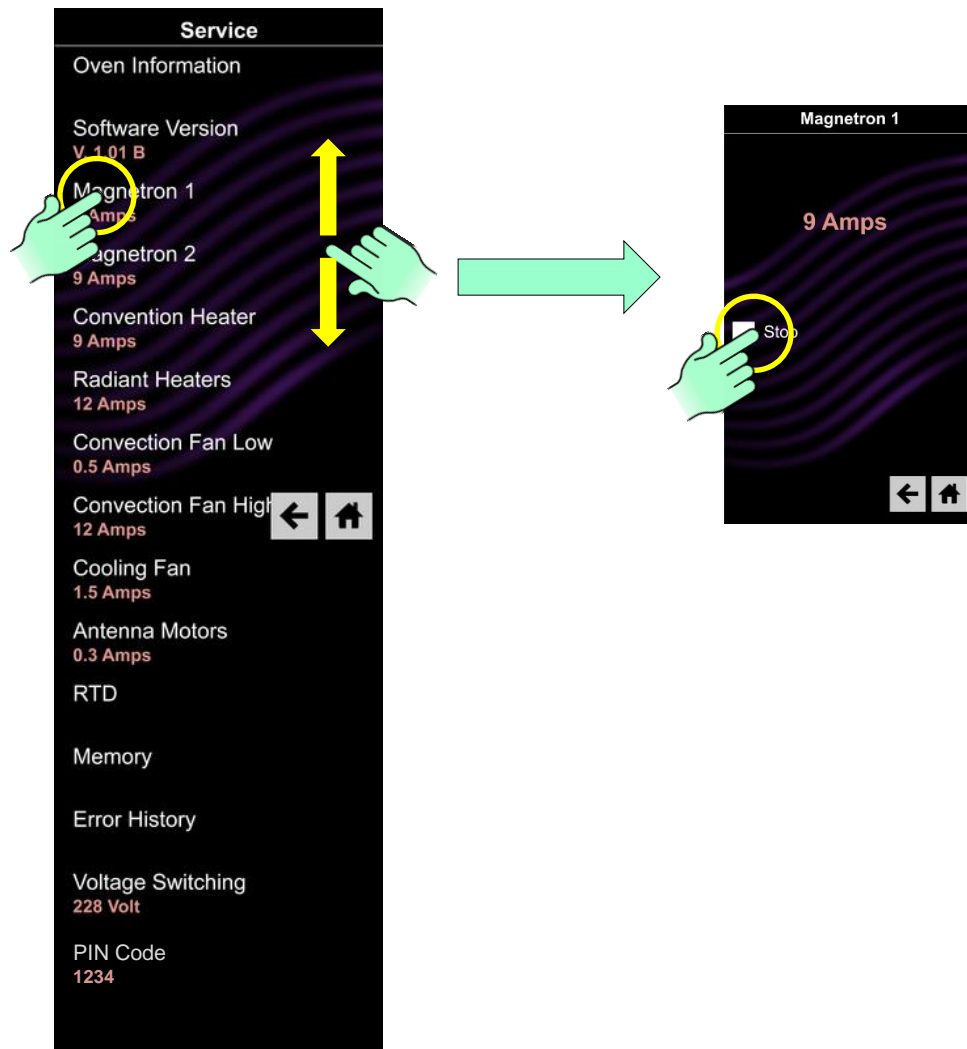 Service
Oven Information
Software Version
V. 1.01 B
Magnetron 1
Amps
Magnetron 2
9 Amps
Convention Heater
9 Amps
Radiant Heaters
12 Amps
Convection Fan Low
0.5 Amps
Convection Fan High
12 Amps
Cooling Fan
1.5 Amps
Antenna Motors
0.3 Amps
RTD
Memory
Error History
Voltage Switching
228 Volt
PIN Code
1234
Magnetron 1
9 Amps
Stop